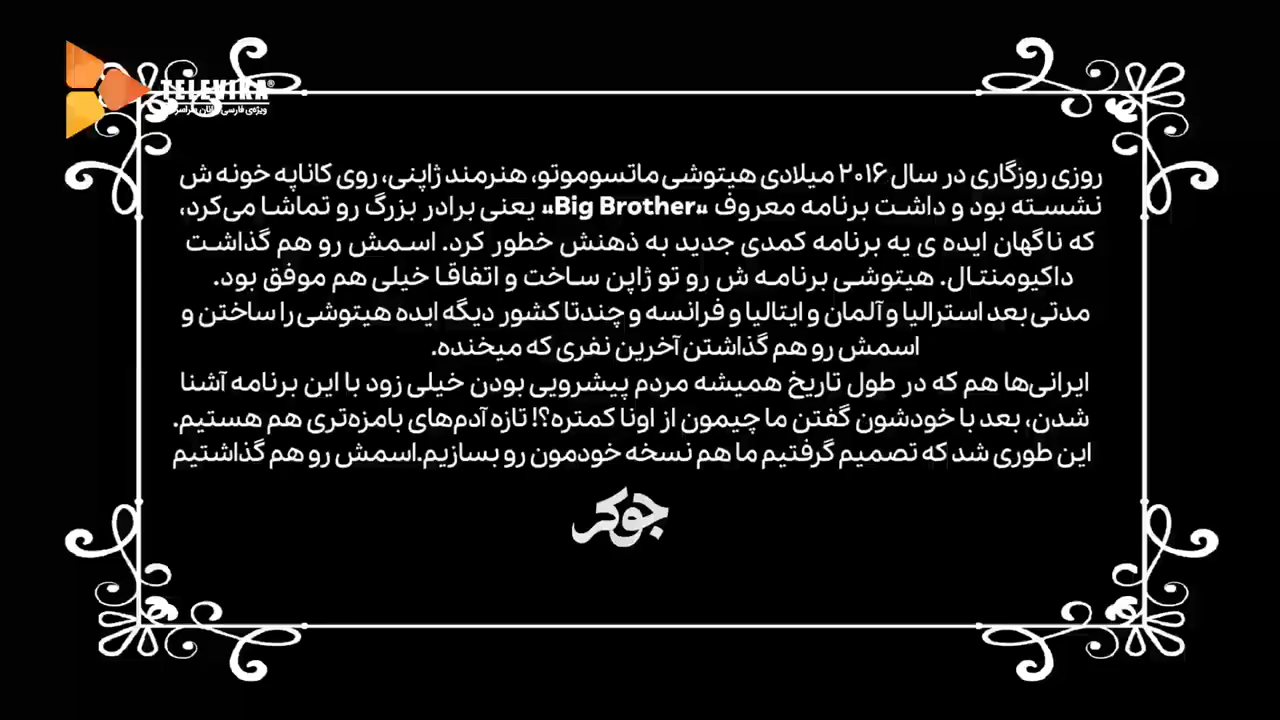 TELEVIKA®
روزی روزگاری در سال ۲۰۱۶ میلادی هیتوشی ماتسوموتو، هنرمند ژاپنی، روی کاناپه خونه ش
نشسته بود و داشت برنامه معروف «Big Brother» یعنی برادر بزرگ رو تماشا می‌کرد،
که ناگهان ایده ی یه برنامه کمدی جدید به ذهنش خطور کرد. اسمش رو هم گذاشت
داکیومنتال. هیتوشی برنامه ش رو تو ژاپن ساخت و اتفاقا خیلی هم موفق بود.
مدتی بعد استرالیا و آلمان و ایتالیا و فرانسه و چندتا کشور دیگه ایده هیتوشی را ساختن و
اسمش رو هم گذاشتن آخرین نفری که میخنده.
ایرانی‌ها هم که در طول تاریخ همیشه مردم پیشرویی بودن خیلی زود با این برنامه آشنا
شدن، بعد با خودشون گفتن ما چیمون از اونا کمتره؟! تازه آدم‌های بامزه‌تری هم هستیم.
این طوری شد که تصمیم گرفتیم ما هم نسخه خودمون رو بسازیم.اسمش رو هم گذاشتیم
جوکر